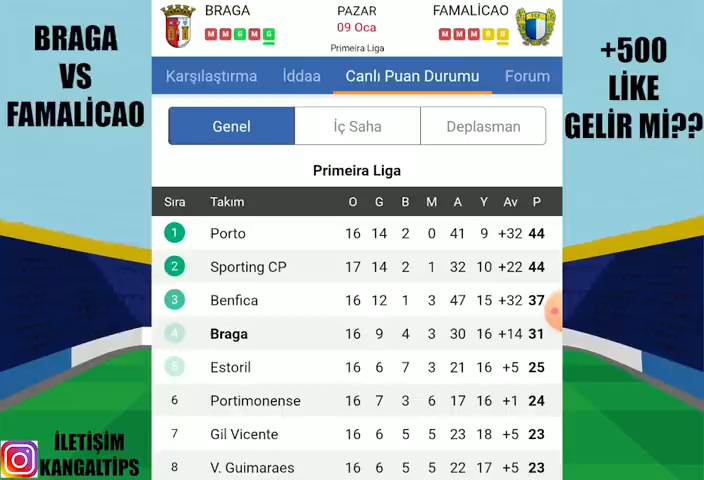 BRAGA
VS
FAMALİCAO
BRAGA
M M G M G
PAZAR
09 Oca
Primeira Liga
FAMALİCAO
M M M B B
Karşılaştırma İddaa Canlı Puan Durumu Forum
Genel İç Saha Deplasman
Primeira Liga
Sıra Takım O G B M A Y Av P
1 Porto 16 14 2 0 41 9 +32 44
2 Sporting CP 17 14 2 1 32 10 +22 44
3 Benfica 16 12 1 3 47 15 +32 37
4 Braga 16 9 4 3 30 16 +14 31
5 Estoril 16 6 7 3 21 16 +5 25
6 Portimonense 16 7 3 6 17 16 +1 24
7 Gil Vicente 16 6 5 5 23 18 +5 23
8 V. Guimaraes 16 6 5 5 22 17 +5 23
+500
LİKE
GELİR Mİ??
İLETİŞİM
KANGALTİPS